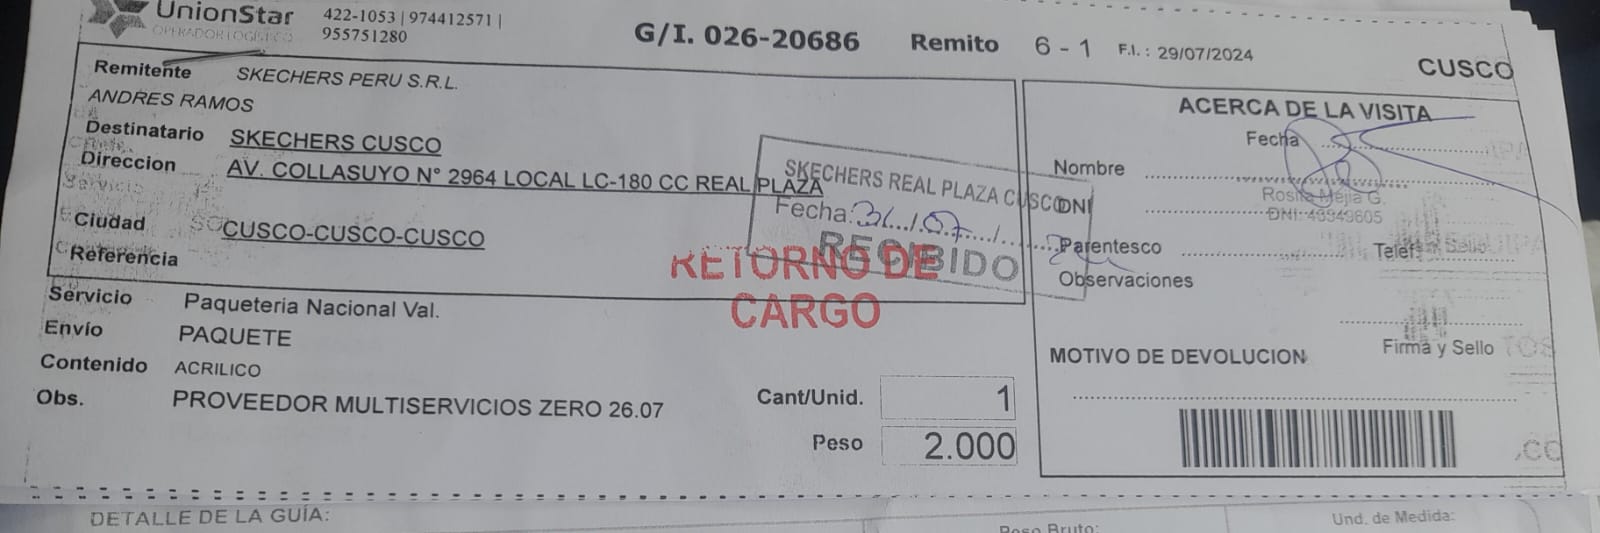 UnionStar
OPERADOR LOGISTICO
422-1053 | 974412571 |
955751280
G/I. 026-20686 Remito 6 - 1 F.I. : 29/07/2024
CUSCO
Remitente SKECHERS PERU S.R.L.
ANDRES RAMOS
Destinatario SKECHERS CUSCO
Direccion AV. COLLASUYO N° 2964 LOCAL LC-180 CC REAL PLAZA
Ciudad CUSCO-CUSCO-CUSCO
Referencia
SKECHERS REAL PLAZA CUSCO
Fecha:
RECIBIDO
RETORNO DE
CARGO
Servicio Paqueteria Nacional Val.
Envío PAQUETE
Contenido ACRILICO
Obs. PROVEEDOR MULTISERVICIOS ZERO 26.07
Cant/Unid. 1
Peso 2.000
ACERCA DE LA VISITA
Fecha
Nombre
Rosita Mejia G.
DNI
Parentesco
Observaciones
Firma y Sello
MOTIVO DE DEVOLUCION
DETALLE DE LA GUÍA:
Peso Bruto:
Und. de Medida: